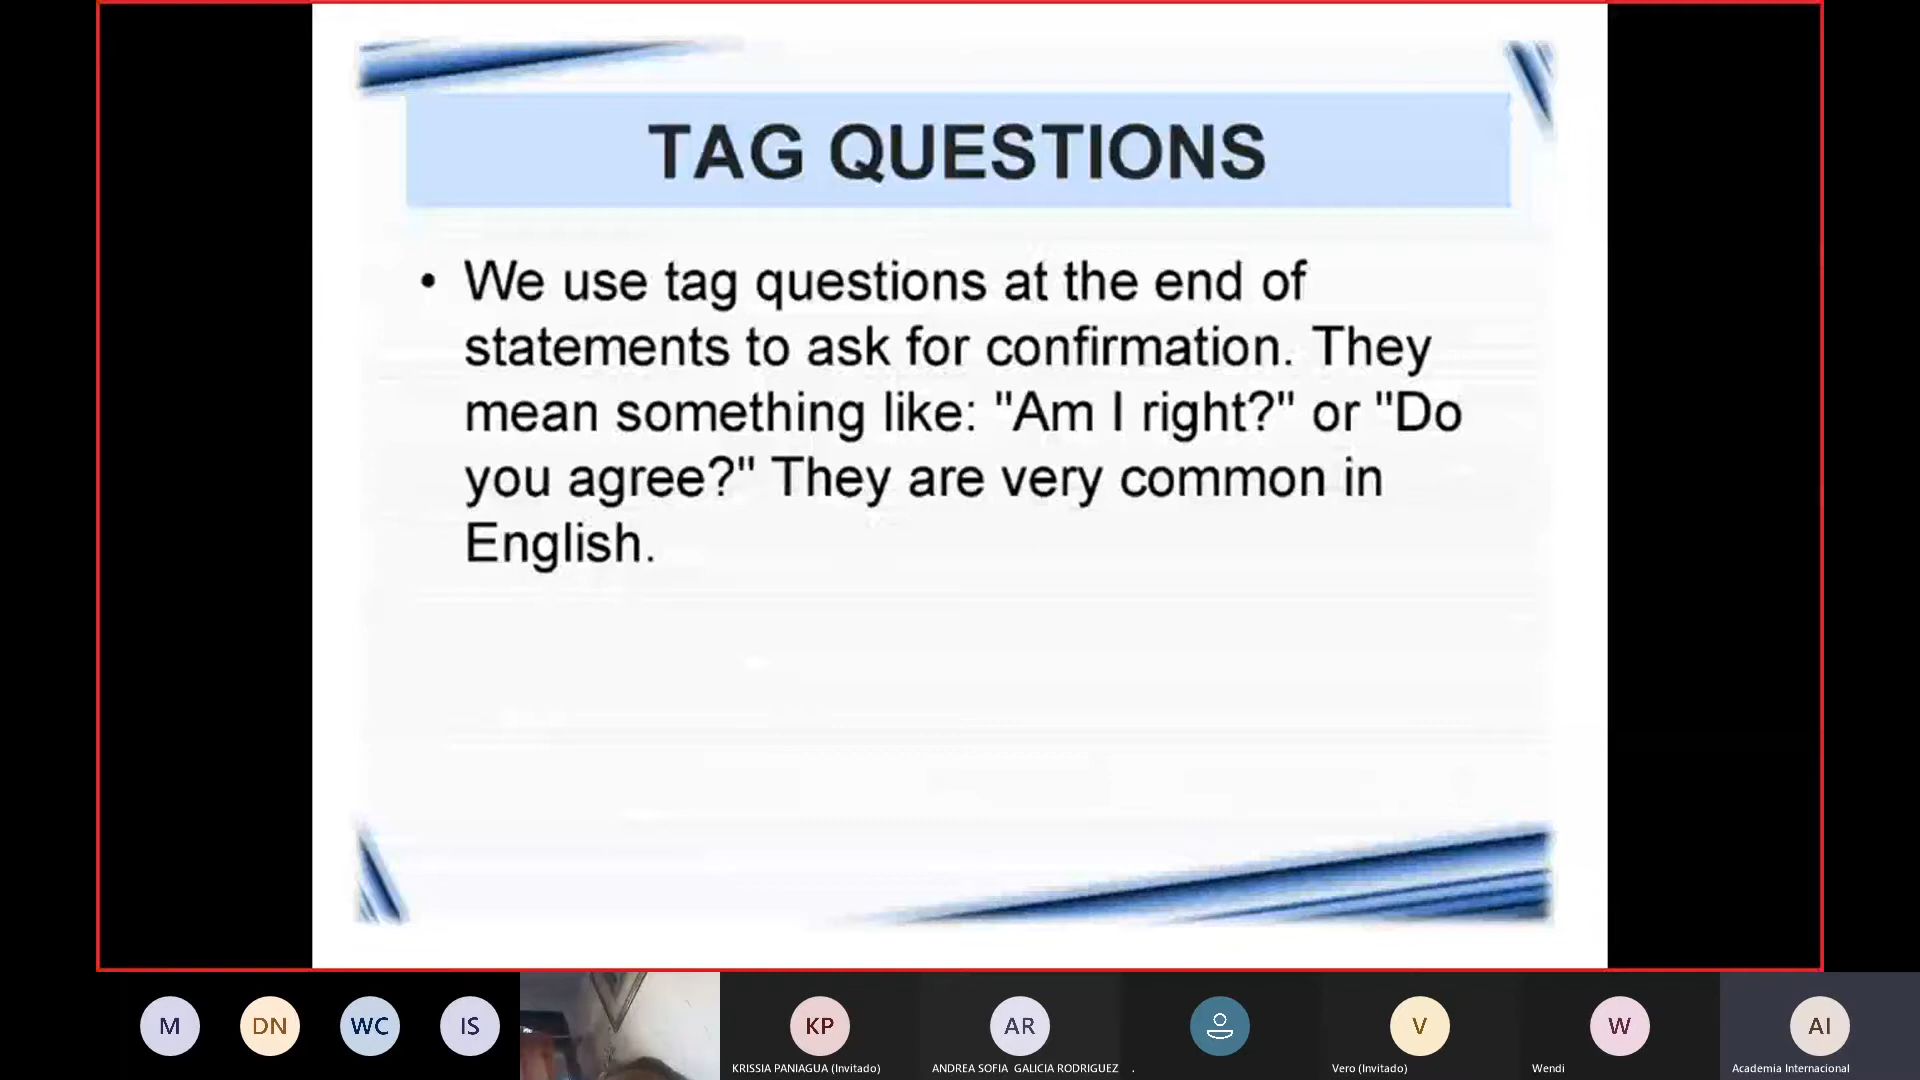 TAG QUESTIONS
• We use tag questions at the end of
statements to ask for confirmation. They
mean something like: "Am I right?" or "Do
you agree?" They are very common in
English.
M
DN
WC
IS
KP
AR
V
W
AI
KRISSIA PANIAGUA (Invitado)
ANDREA SOFIA GALICIA RODRIGUEZ .
Vero (Invitado)
Wendi
Academia Internacional